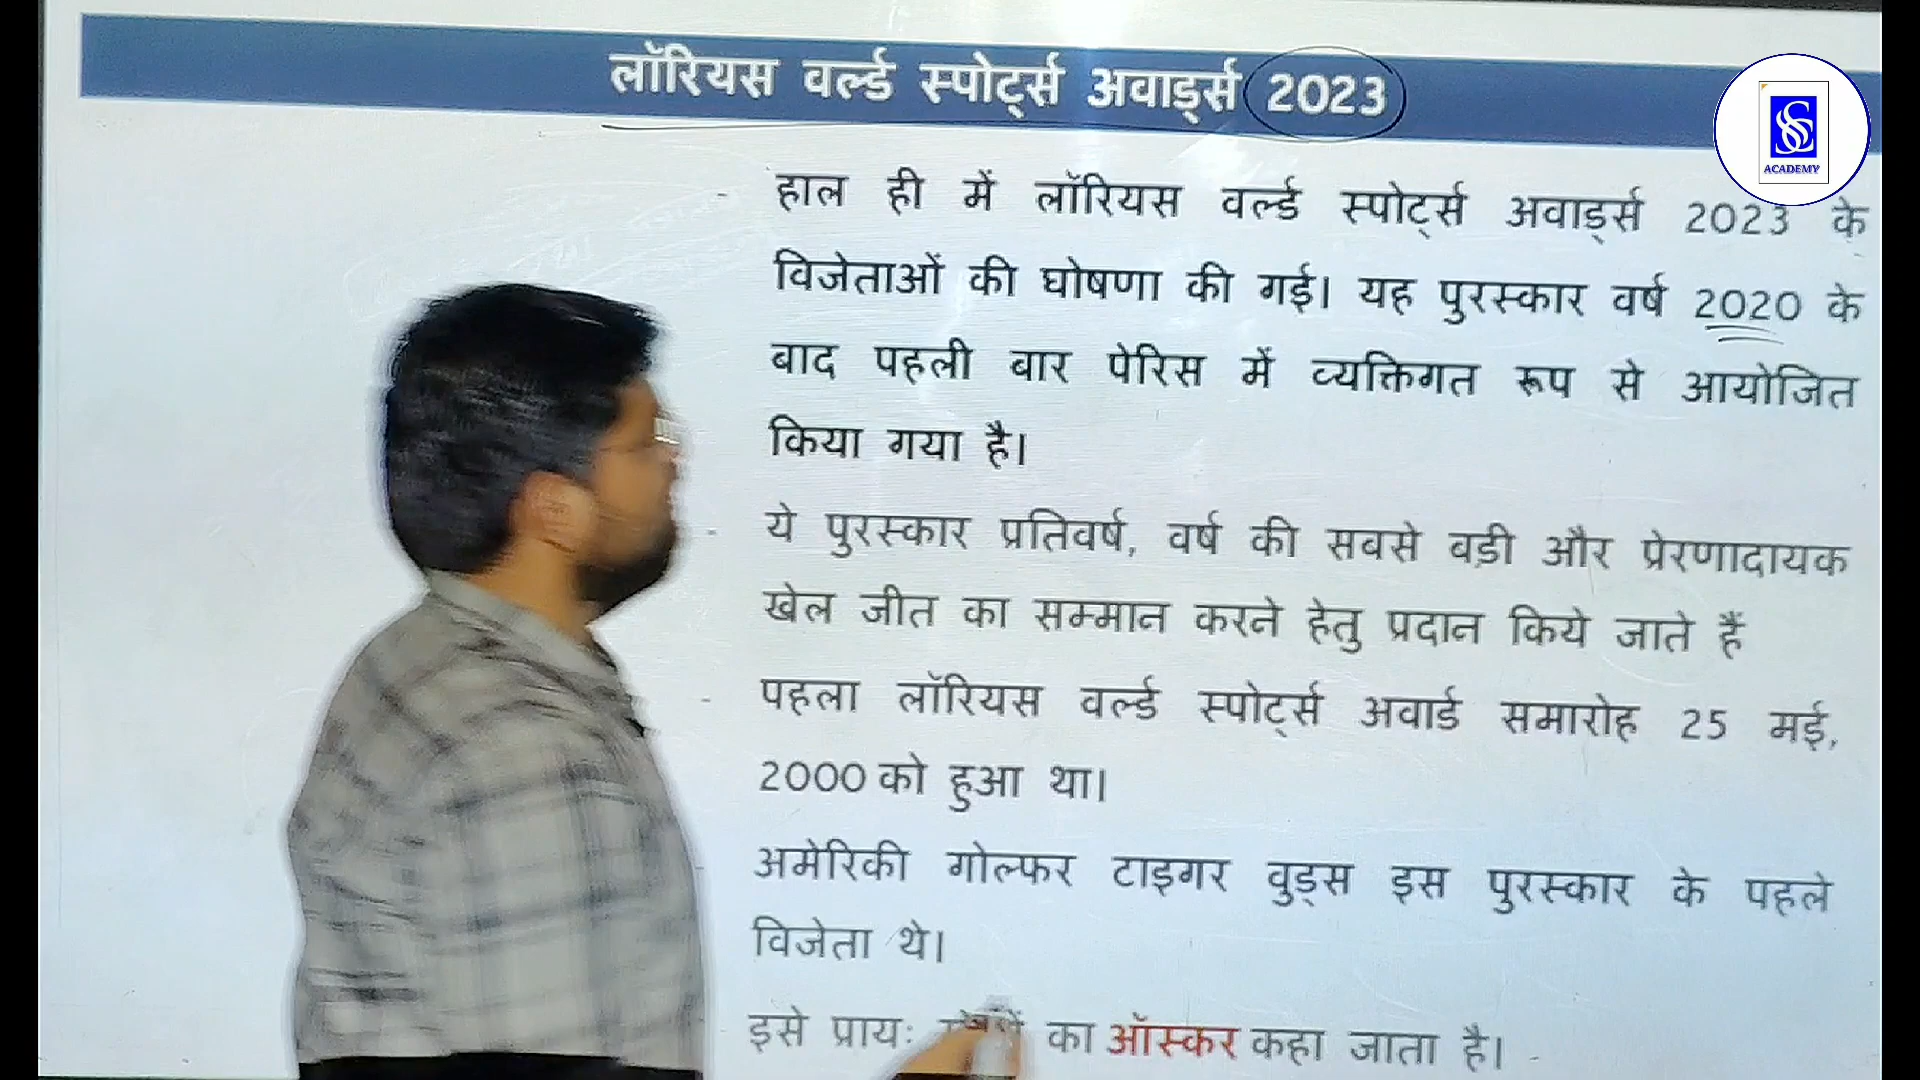 लॉरियस वर्ल्ड स्पोर्ट्स अवार्ड्स 2023
ACADEMY
- हाल ही में लॉरियस वर्ल्ड स्पोर्ट्स अवार्ड्स 2023 के
विजेताओं की घोषणा की गई। यह पुरस्कार वर्ष 2020 के
बाद पहली बार पेरिस में व्यक्तिगत रूप से आयोजित
किया गया है।
- ये पुरस्कार प्रतिवर्ष, वर्ष की सबसे बड़ी और प्रेरणादायक
खेल जीत का सम्मान करने हेतु प्रदान किये जाते हैं
- पहला लॉरियस वर्ल्ड स्पोर्ट्स अवार्ड समारोह 25 मई,
2000 को हुआ था।
- अमेरिकी गोल्फर टाइगर वुड्स इस पुरस्कार के पहले
विजेता थे।
इसे प्रायः का ऑस्कर कहा जाता है।